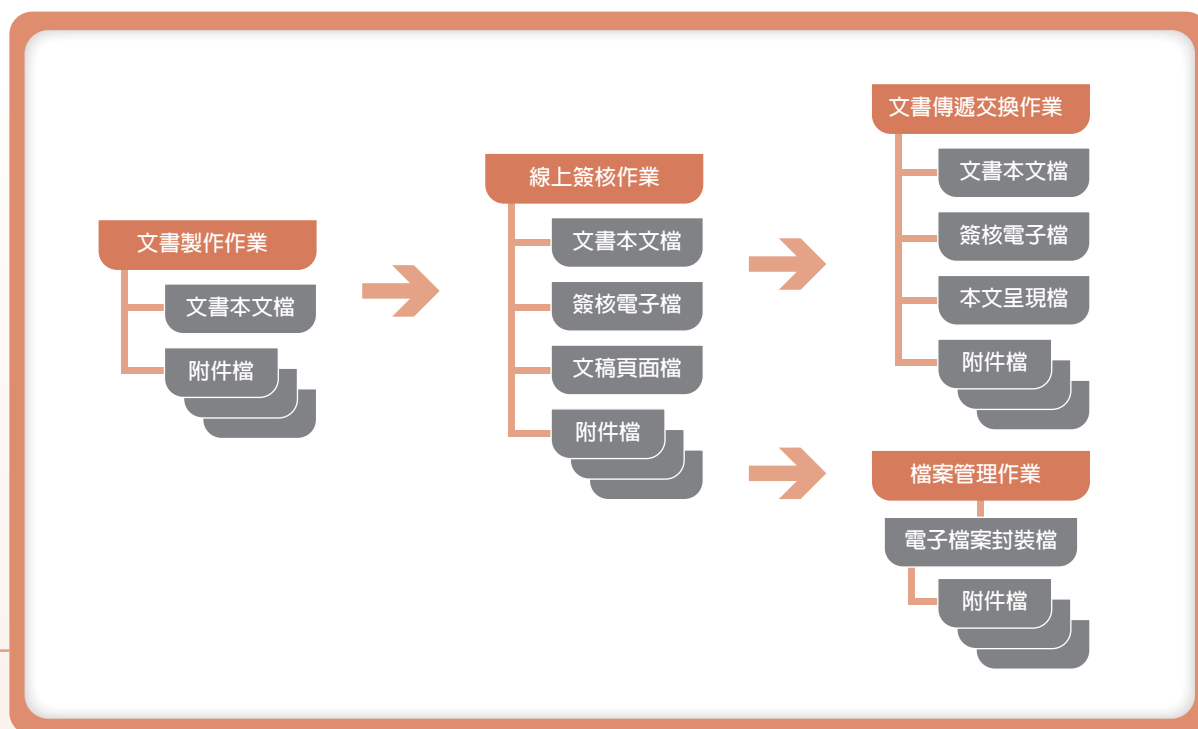 文書製作作業
文書本文檔
附件檔
線上簽核作業
文書本文檔
簽核電子檔
文稿頁面檔
附件檔
文書傳遞交換作業
文書本文檔
簽核電子檔
本文呈現檔
附件檔
檔案管理作業
電子檔案封裝檔
附件檔